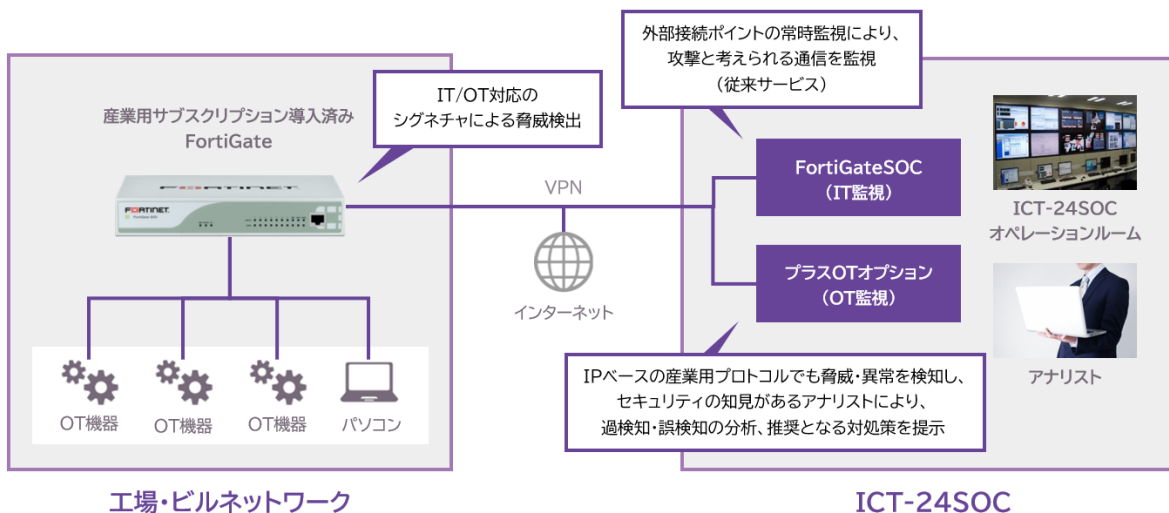 外部接続ポイントの常時監視により、
攻撃と考えられる通信を監視
(従来サービス)
IT/OT対応の
シグネチャによる脅威検出
産業用サブスクリプション導入済み
FortiGate
FORTINET
FORTINET
VPN
インターネット
FortiGateSOC
(IT監視)
プラスOTオプション
(OT監視)
ICT-24SOC
オペレーションルーム
アナリスト
IPベースの産業用プロトコルでも脅威・異常を検知し、
セキュリティの知見があるアナリストにより、
過検知・誤検知の分析、推奨となる対処策を提示
OT機器
OT機器
OT機器
パソコン
工場・ビルネットワーク
ICT-24SOC